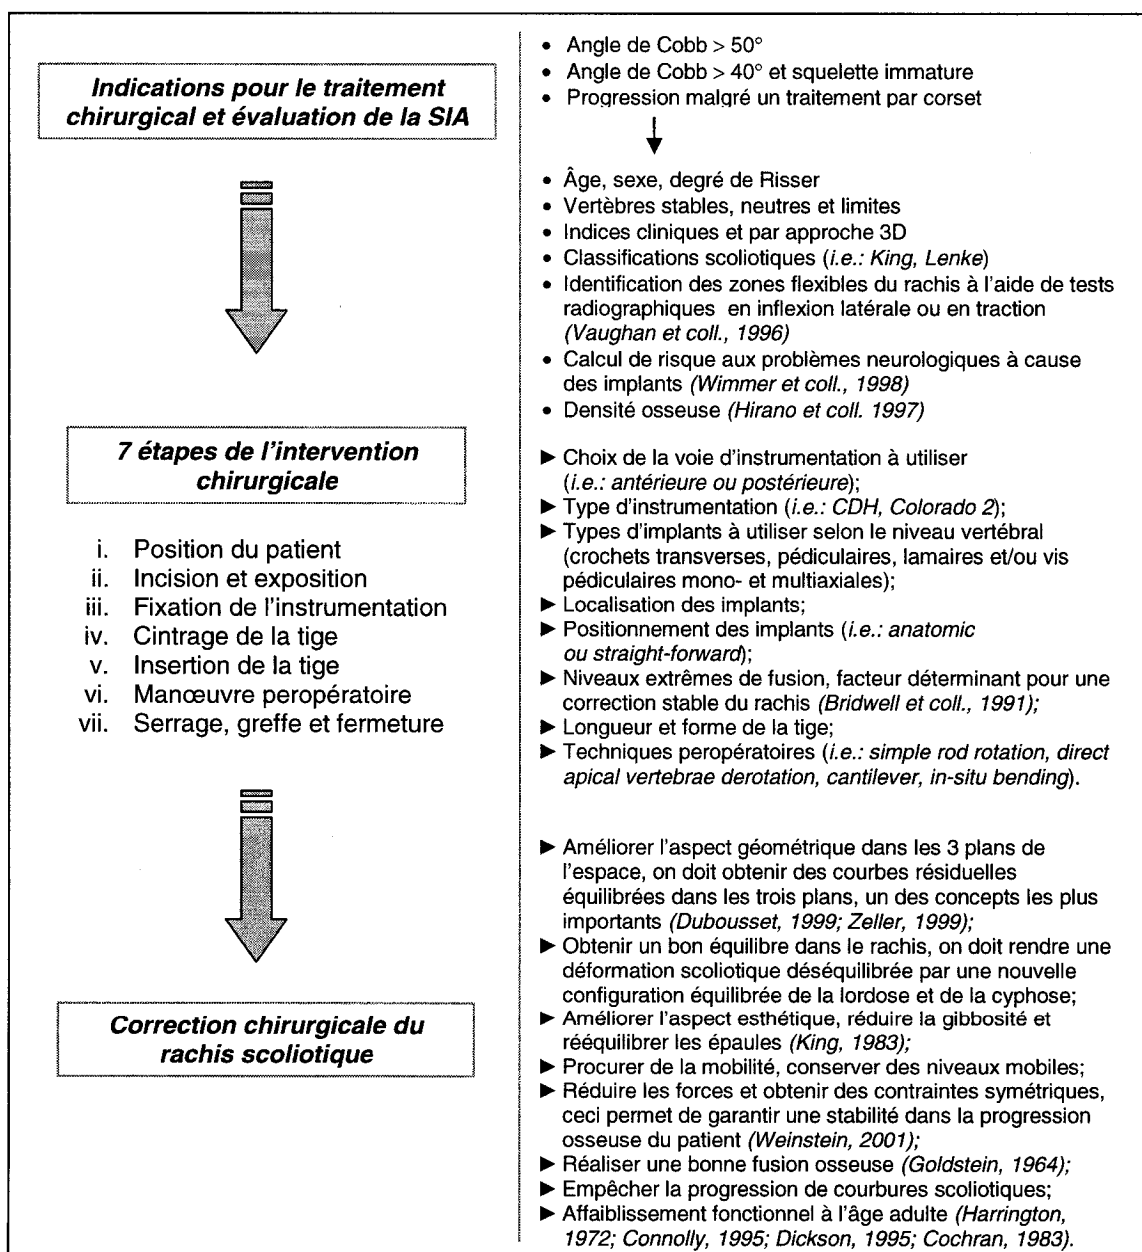 Indications pour le traitement
chirurgical et évaluation de la SIA
• Angle de Cobb > 50°
• Angle de Cobb > 40° et squelette immature
• Progression malgré un traitement par corset
• Âge, sexe, degré de Risser
• Vertèbres stables, neutres et limites
• Indices cliniques et par approche 3D
• Classifications scoliotiques (i.e.: King, Lenke)
• Identification des zones flexibles du rachis à l'aide de tests
radiographiques en inflexion latérale ou en traction
(Vaughan et coll., 1996)
• Calcul de risque aux problèmes neurologiques à cause
des implants (Wimmer et coll., 1998)
• Densité osseuse (Hirano et coll. 1997)
7 étapes de l'intervention
chirurgicale
i. Position du patient
ii. Incision et exposition
iii. Fixation de l'instrumentation
iv. Cintrage de la tige
v. Insertion de la tige
vi. Manœuvre peropératoire
vii. Serrage, greffe et fermeture
► Choix de la voie d'instrumentation à utiliser
(i.e.: antérieure ou postérieure);
► Type d'instrumentation (i.e.: CDH, Colorado 2);
► Types d'implants à utiliser selon le niveau vertébral
(crochets transverses, pédiculaires, lamaires et/ou vis
pédiculaires mono- et multiaxiales);
► Localisation des implants;
► Positionnement des implants (i.e.: anatomic
ou straight-forward);
► Niveaux extrêmes de fusion, facteur déterminant pour une
correction stable du rachis (Bridwell et coll., 1991);
► Longueur et forme de la tige;
► Techniques peropératoires (i.e.: simple rod rotation, direct
apical vertebrae derotation, cantilever, in-situ bending).
Correction chirurgicale du
rachis scoliotique
► Améliorer l'aspect géométrique dans les 3 plans de
l'espace, on doit obtenir des courbes résiduelles
équilibrées dans les trois plans, un des concepts les plus
importants (Dubousset, 1999; Zeller, 1999);
► Obtenir un bon équilibre dans le rachis, on doit rendre une
déformation scoliotique déséquilibrée par une nouvelle
configuration équilibrée de la lordose et de la cyphose;
► Améliorer l'aspect esthétique, réduire la gibbosité et
rééquilibrer les épaules (King, 1983);
► Procurer de la mobilité, conserver des niveaux mobiles;
► Réduire les forces et obtenir des contraintes symétriques,
ceci permet de garantir une stabilité dans la progression
osseuse du patient (Weinstein, 2001);
► Réaliser une bonne fusion osseuse (Goldstein, 1964);
► Empêcher la progression de courbures scoliotiques;
► Affaiblissement fonctionnel à l'âge adulte (Harrington,
1972; Connolly, 1995; Dickson, 1995; Cochran, 1983).